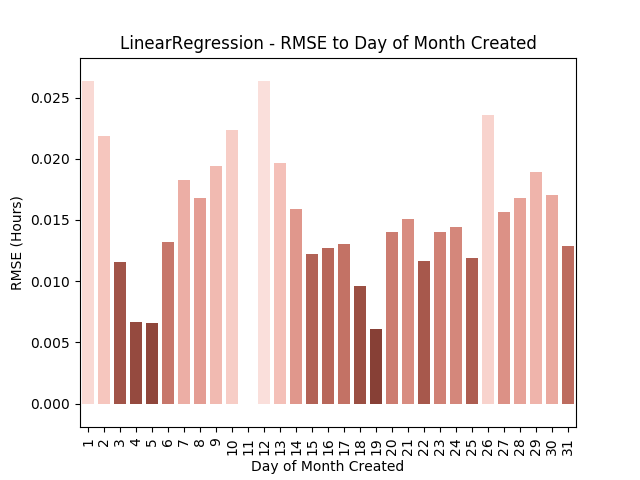 LinearRegression - RMSE to Day of Month Created
RMSE (Hours)
0.025
0.020
0.015
0.010
0.005
0.000
1 2 3 4 5 6 7 8 9 10 11 12 13 14 15 16 17 18 19 20 21 22 23 24 25 26 27 28 29 30 31
Day of Month Created